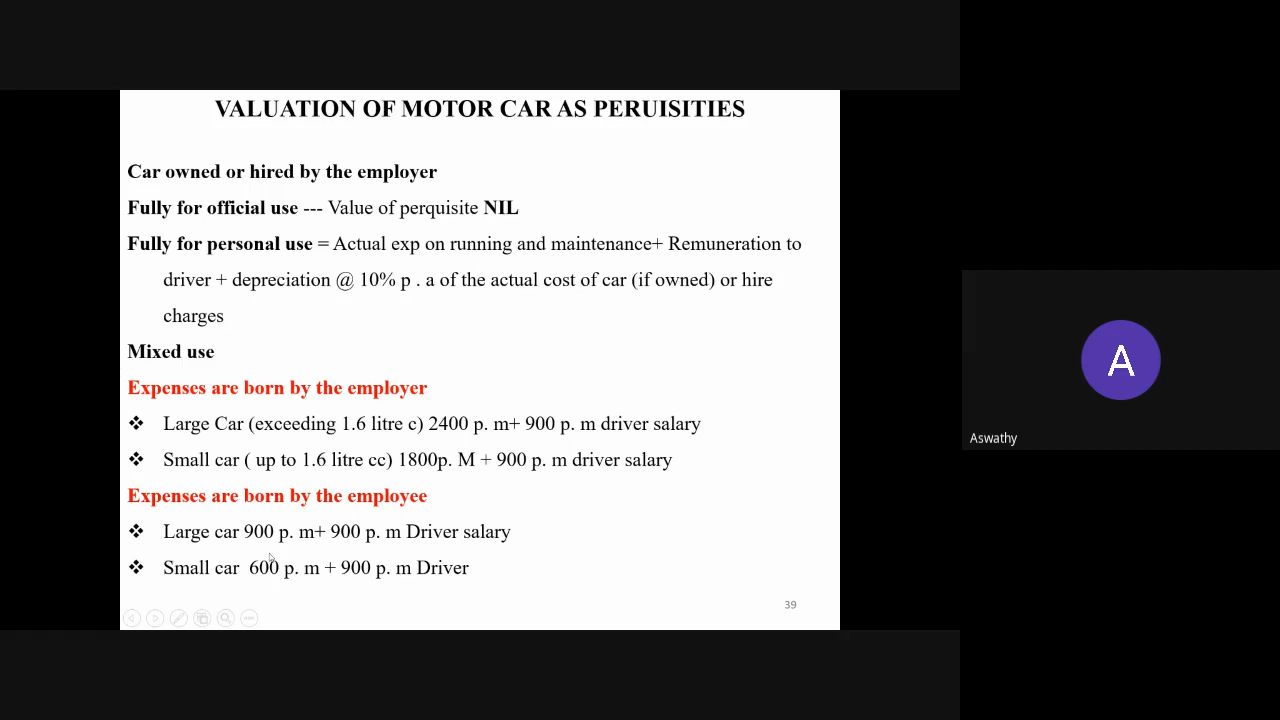 VALUATION OF MOTOR CAR AS PERUISITIES
Car owned or hired by the employer
Fully for official use --- Value of perquisite NIL
Fully for personal use = Actual exp on running and maintenance+ Remuneration to
driver + depreciation @ 10% p . a of the actual cost of car (if owned) or hire
charges
Mixed use
Expenses are born by the employer
❖ Large Car (exceeding 1.6 litre c) 2400 p. m+ 900 p. m driver salary
❖ Small car ( up to 1.6 litre cc) 1800p. M + 900 p. m driver salary
Expenses are born by the employee
❖ Large car 900 p. m+ 900 p. m Driver salary
❖ Small car 600 p. m + 900 p. m Driver
39
A
Aswathy